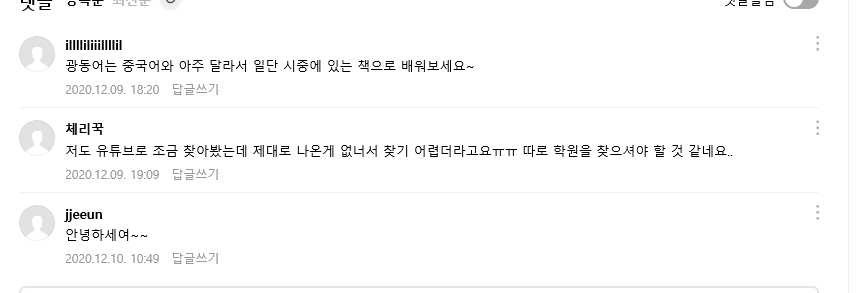 댓글 등록순 최신순
댓글알림
illlliliiillllil
광동어는 중국어와 아주 달라서 일단 시중에 있는 책으로 배워보세요~
2020.12.09. 18:20 답글쓰기
체리꾹
저도 유튜브로 조금 찾아봤는데 제대로 나온게 없너서 찾기 어렵더라고요ㅠㅠ 따로 학원을 찾으셔야 할 것 같네요..
2020.12.09. 19:09 답글쓰기
jjeeun
안녕하세여~~
2020.12.10. 10:49 답글쓰기